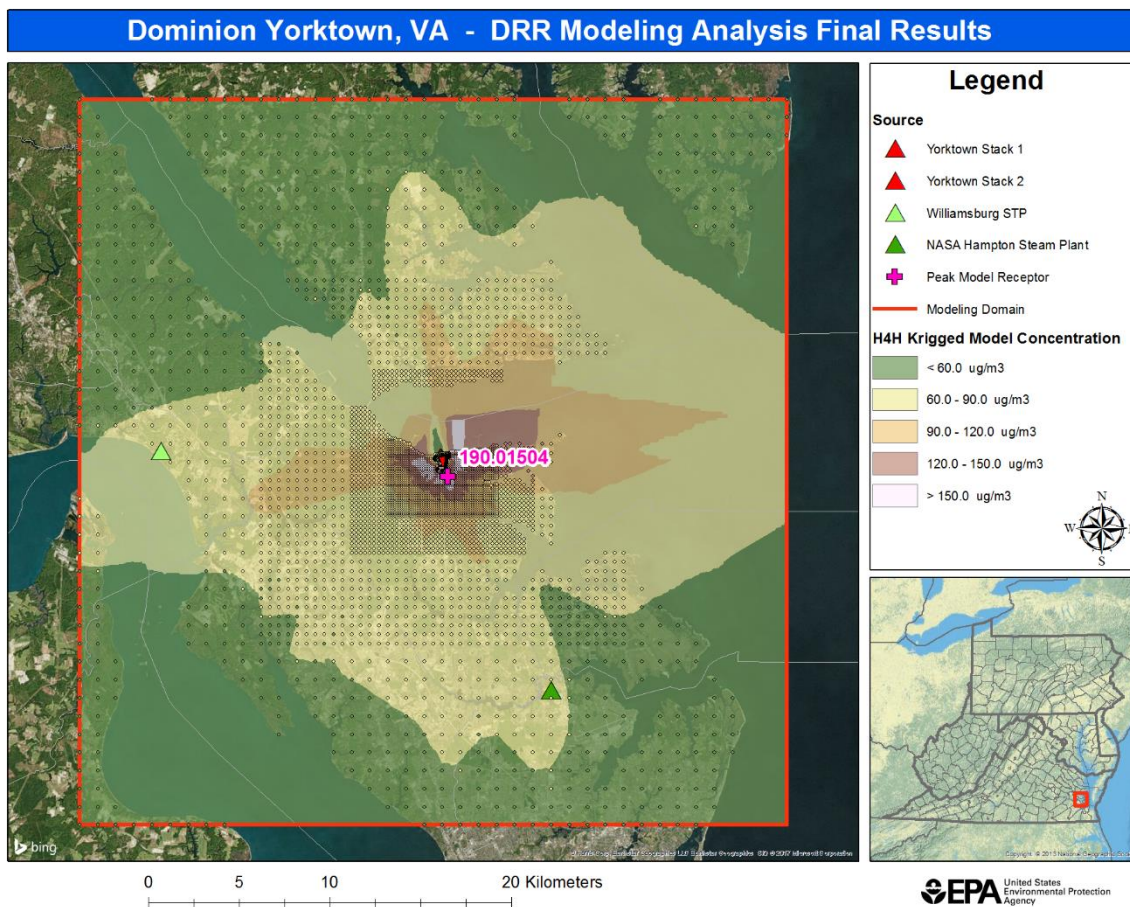 Dominion Yorktown, VA - DRR Modeling Analysis Final Results
190.01504
bing
Legend
Source
Yorktown Stack 1
Yorktown Stack 2
Williamsburg STP
NASA Hampton Steam Plant
Peak Model Receptor
Modeling Domain
H4H Krigged Model Concentration
< 60.0 ug/m3
60.0 - 90.0 ug/m3
90.0 - 120.0 ug/m3
120.0 - 150.0 ug/m3
> 150.0 ug/m3
N
W
S
0 5 10 20 Kilometers
EPA
United States
Environmental Protection
Agency